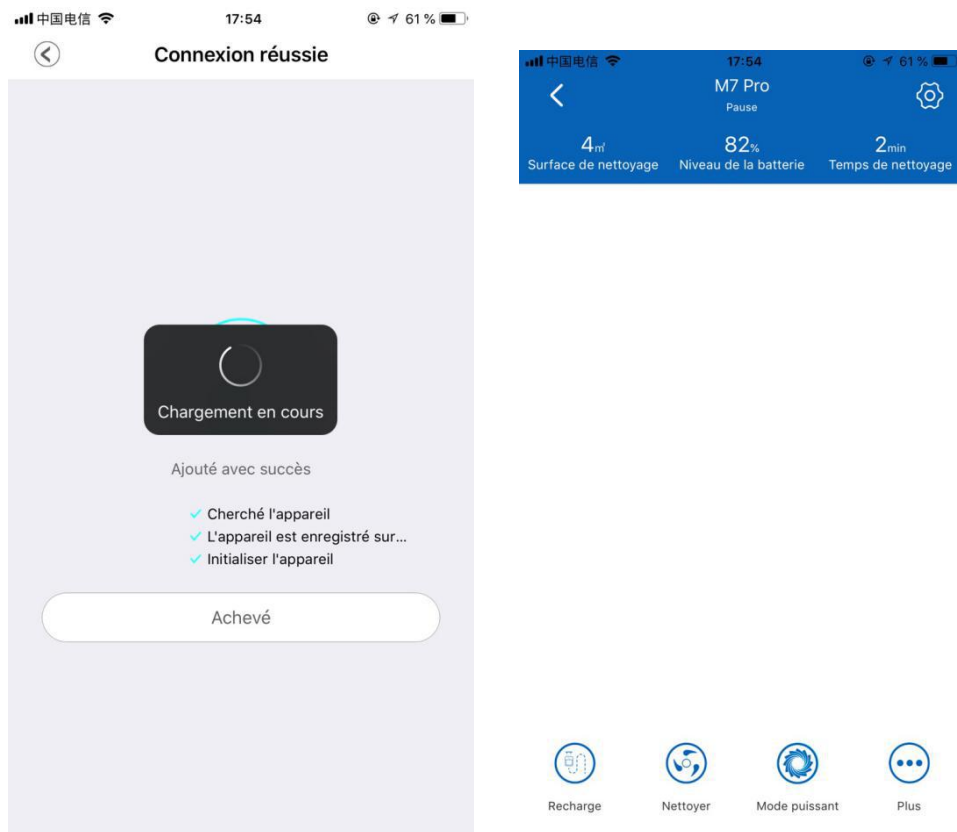 中国电信 17:54 61 %
Connexion réussie
Chargement en cours
Ajouté avec succès
Cherché l'appareil
L'appareil est enregistré sur...
Initialiser l'appareil
Achevé
中国电信 17:54 61 %
M7 Pro
Pause
4㎡ 82% 2min
Surface de nettoyage Niveau de la batterie Temps de nettoyage
Recharge Nettoyer Mode puissant Plus